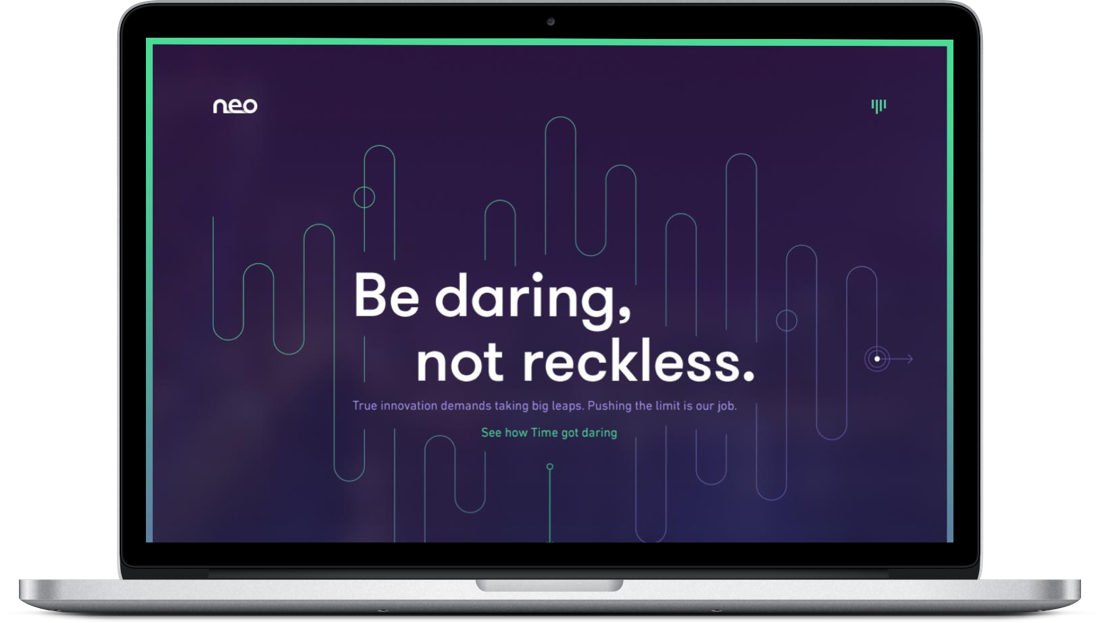 neo
Be daring,
not reckless.
True innovation demands taking big leaps. Pushing the limit is our job.
See how Time got daring